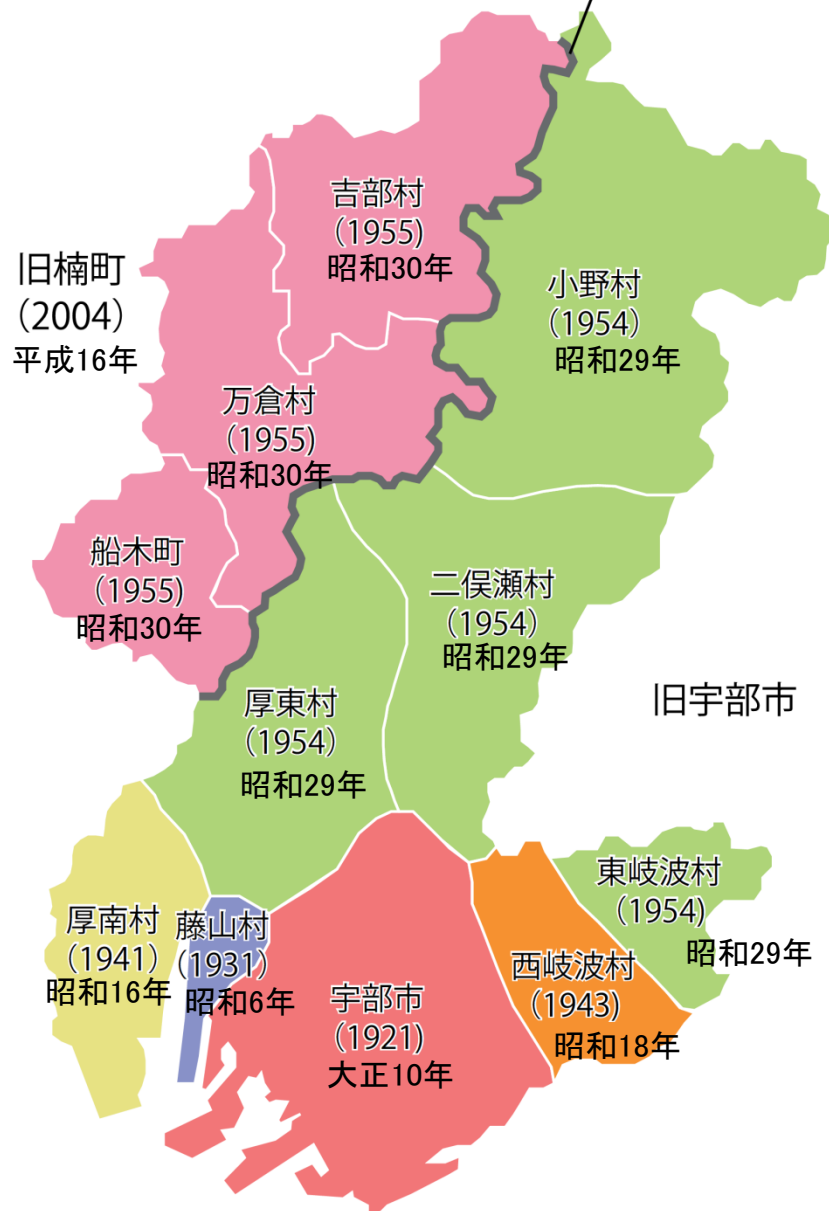 吉部村
(1955)
昭和30年
旧楠町
(2004)
平成16年
小野村
(1954)
昭和29年
万倉村
(1955)
昭和30年
船木町
(1955)
昭和30年
二俣瀬村
(1954)
昭和29年
旧宇部市
厚東村
(1954)
昭和29年
東岐波村
(1954)
昭和29年
厚南村
(1941)
昭和16年
藤山村
(1931)
昭和6年
西岐波村
(1943)
昭和18年
宇部市
(1921)
大正10年